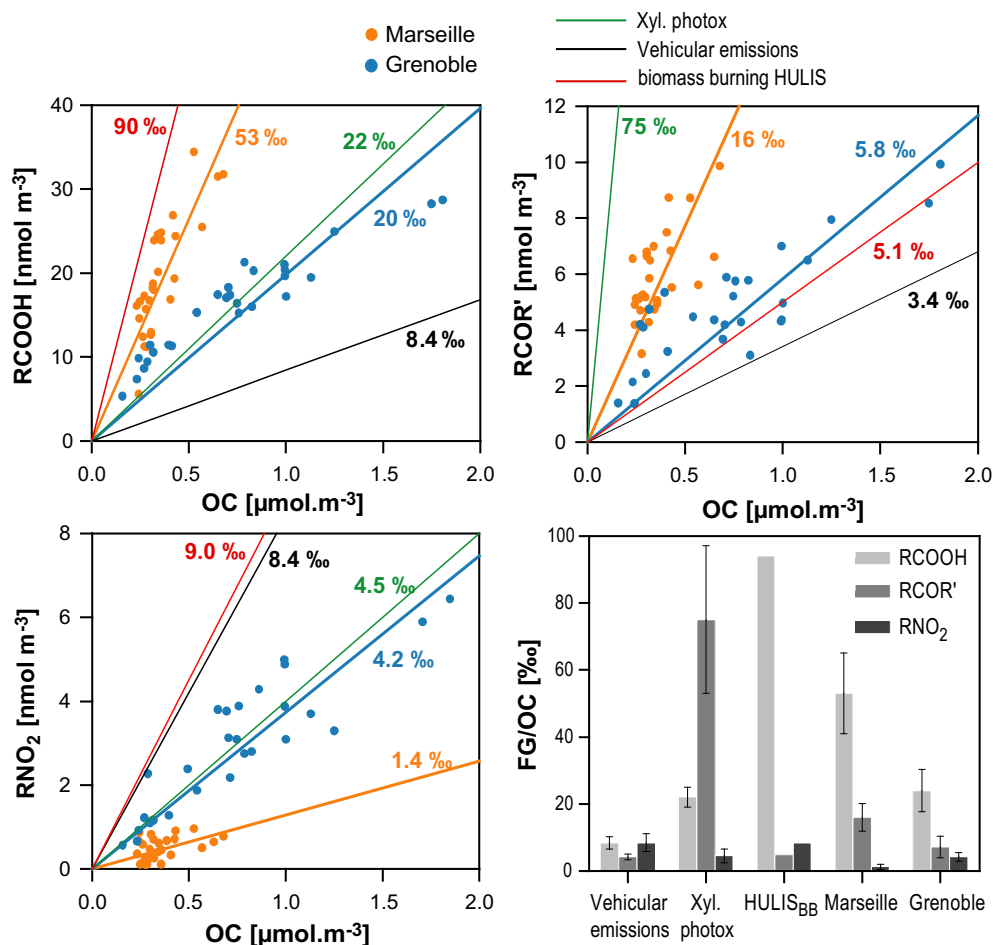 Marseille
Grenoble
Xyl. photox
Vehicular emissions
biomass burning HULIS
40
30
20
10
0
RCOOH [nmol m-3]
90 ‰
53 ‰
22 ‰
20 ‰
8.4 ‰
0.0 0.5 1.0 1.5 2.0
OC [µmol.m-3]
12
10
8
6
4
2
0
RCOR' [nmol m-3]
75 ‰
16 ‰
5.8 ‰
5.1 ‰
3.4 ‰
0.0 0.5 1.0 1.5 2.0
OC [µmol.m-3]
8
6
4
2
0
RNO2 [nmol m-3]
9.0 ‰
8.4 ‰
4.5 ‰
4.2 ‰
1.4 ‰
0.0 0.5 1.0 1.5 2.0
OC [µmol.m-3]
100
80
60
40
20
0
FG/OC [‰]
RCOOH
RCOR'
RNO2
Vehicular
emissions
Xyl.
photox
HULISBB
Marseille
Grenoble